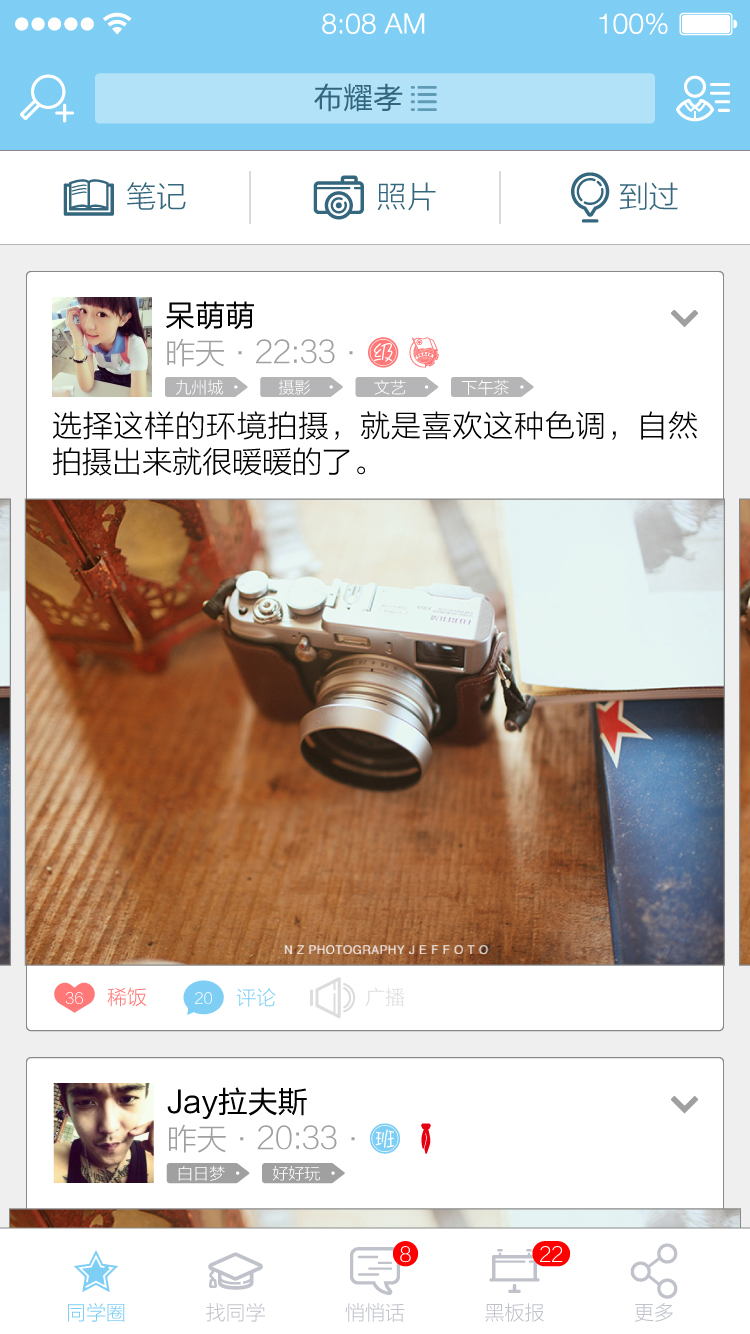 8:08 AM 100%
布耀孝
笔记 照片 到过
呆萌萌
昨天 · 22:33 · 级
九州城 摄影 文艺 下午茶
选择这样的环境拍摄，就是喜欢这种色调，自然
拍摄出来就很暖暖的了。
FUJIFILM X100
N Z PHOTOGRAPHY J E F F O T O
36 稀饭 20 评论 广播
Jay拉夫斯
昨天 · 20:33 · 班
白日梦 好好玩
8 22
同学圈 找同学 悄悄话 黑板报 更多